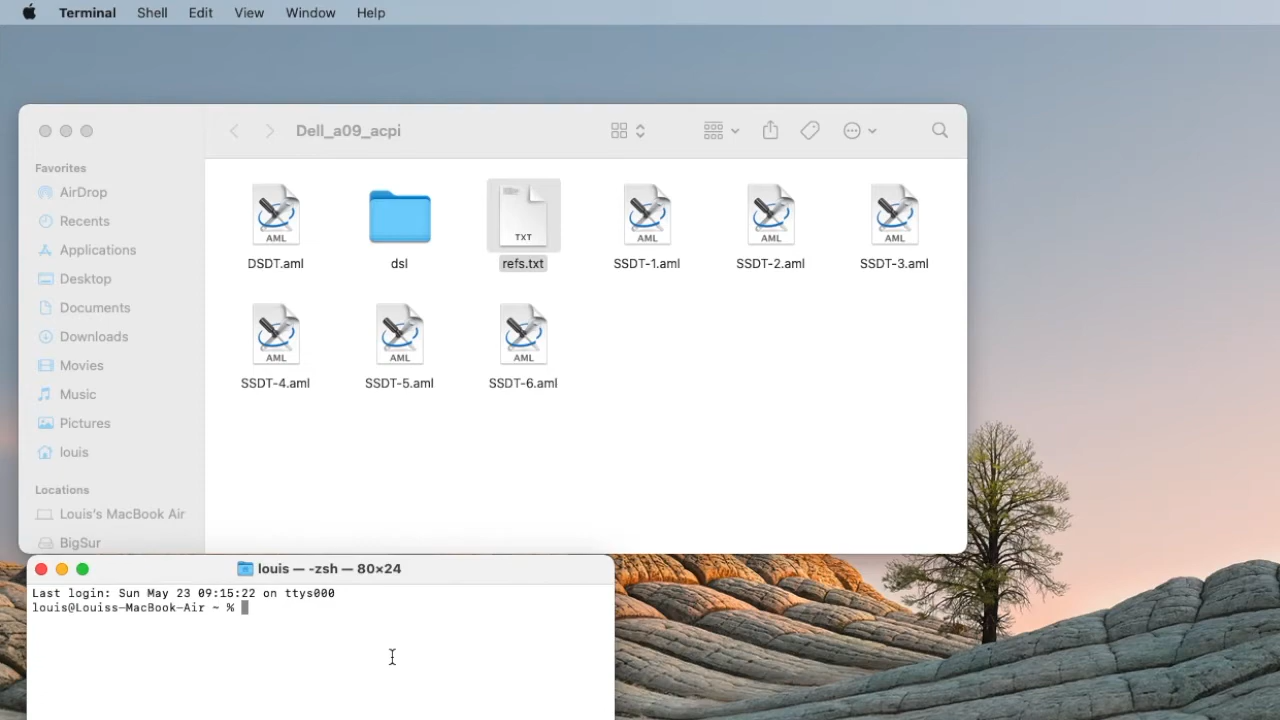 Terminal Shell Edit View Window Help
Dell_a09_acpi
Favorites
AirDrop
Recents
Applications
Desktop
Documents
Downloads
Movies
Music
Pictures
louis
Locations
Louis's MacBook Air
BigSur
AML AML AML AML
TXT
DSDT.aml dsl refs.txt SSDT-1.aml SSDT-2.aml SSDT-3.aml
AML AML AML
SSDT-4.aml SSDT-5.aml SSDT-6.aml
louis — -zsh — 80×24
Last login: Sun May 23 09:15:22 on ttys000
louis@Louiss-MacBook-Air ~ %